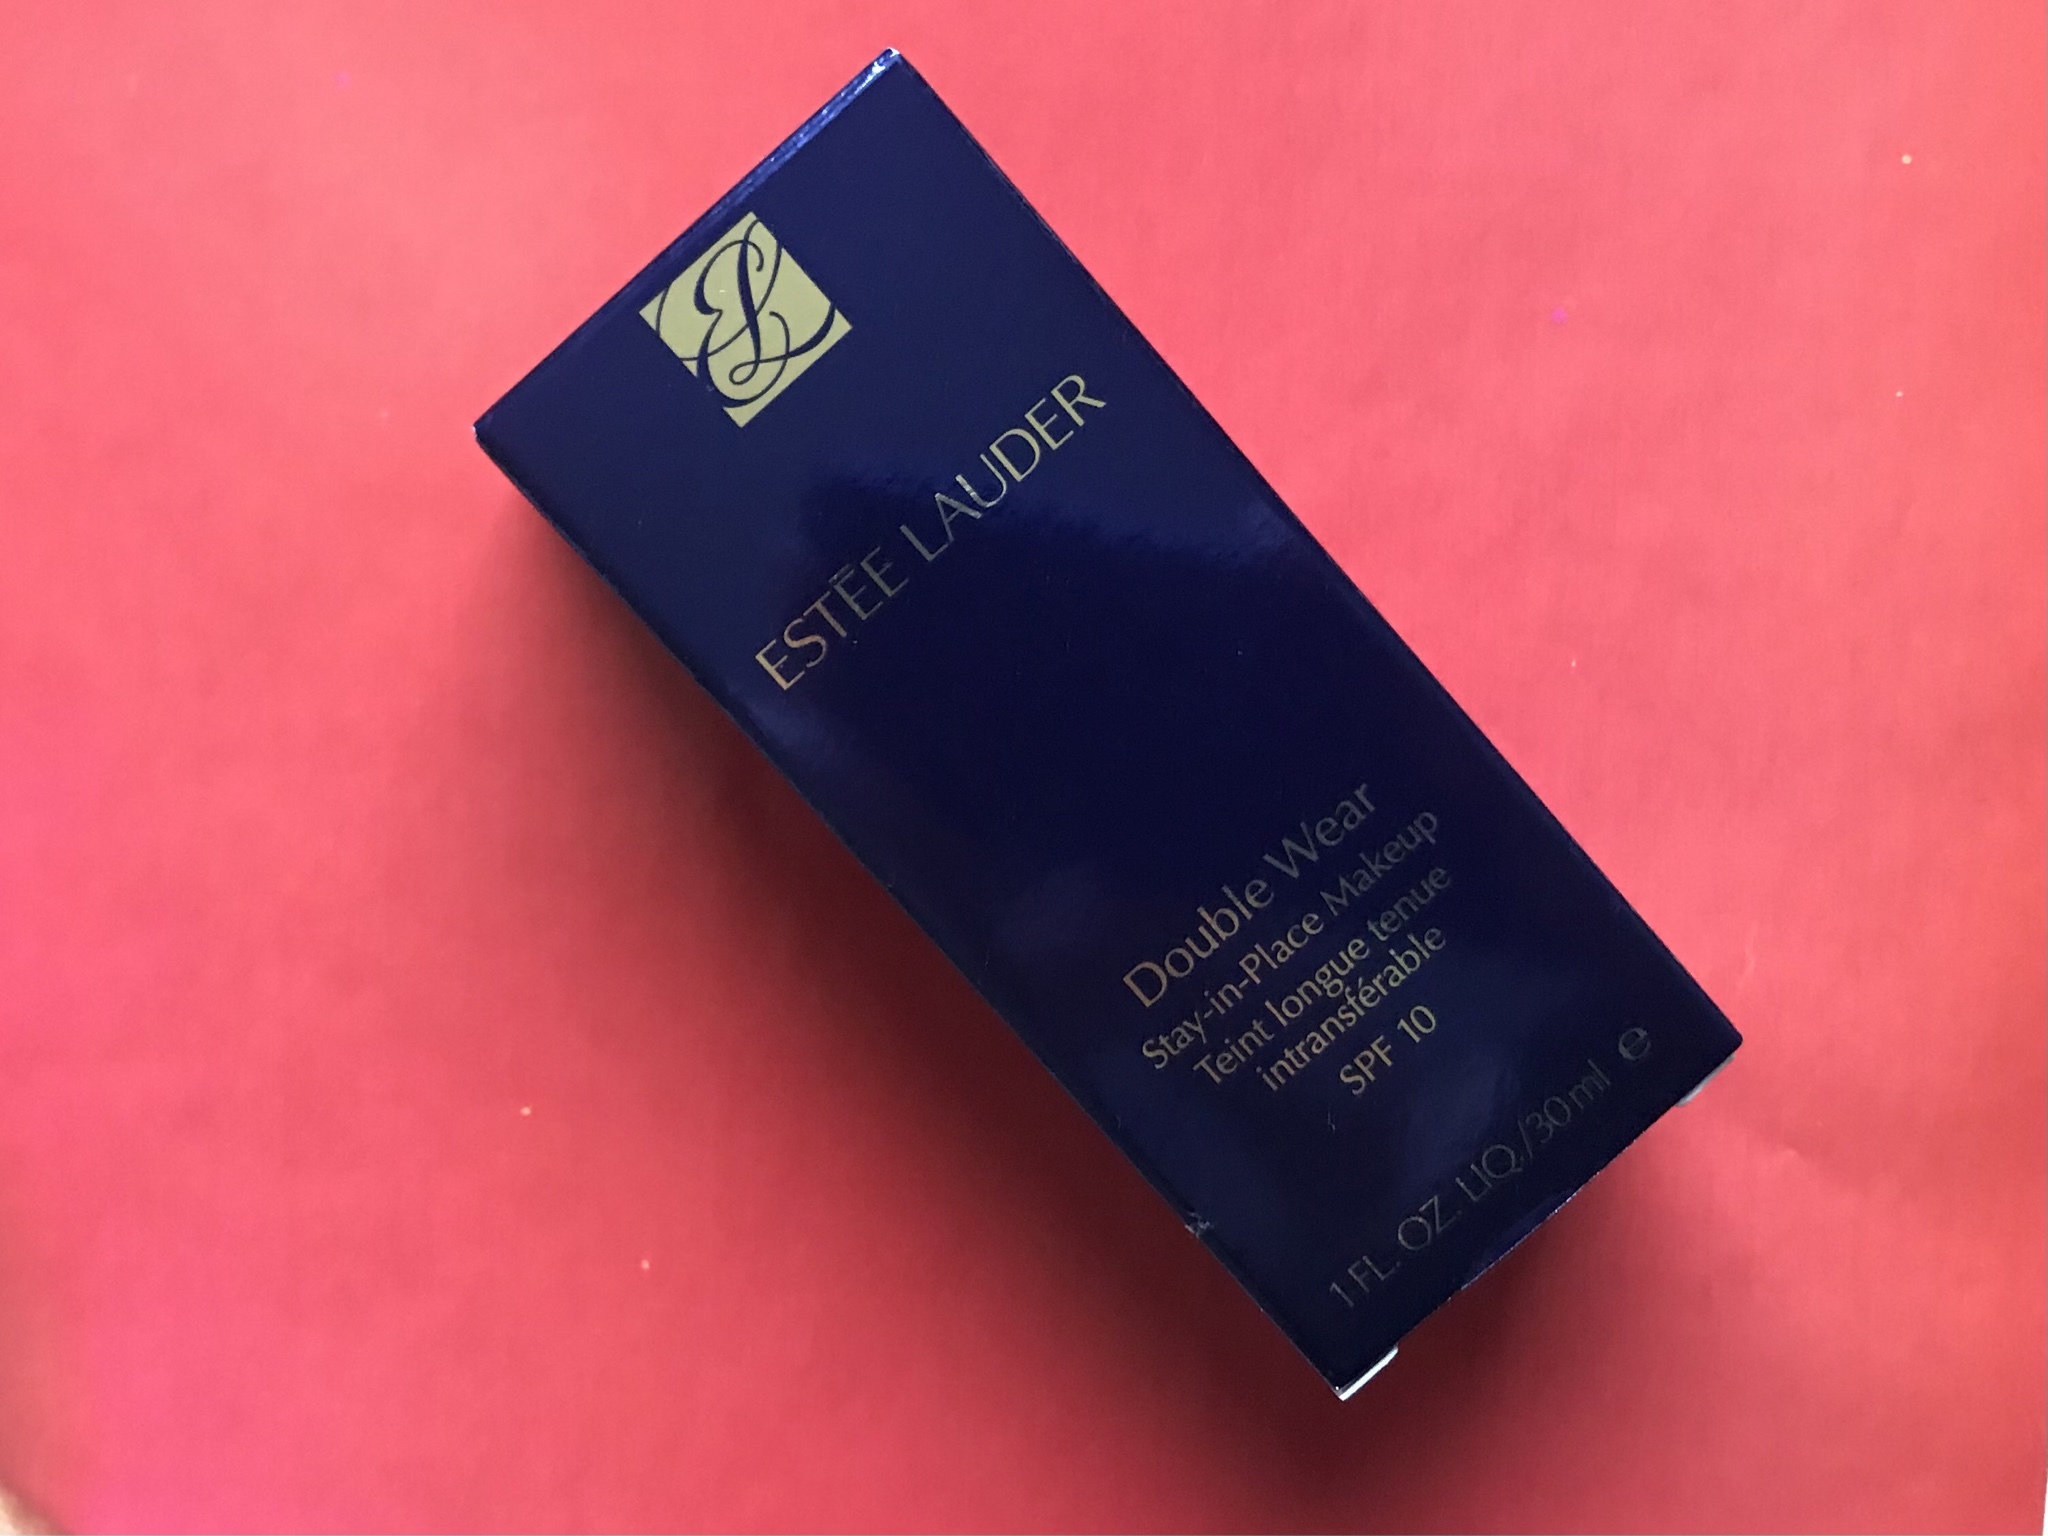 EL
ESTĒE LAUDER
Double Wear
Stay-in-Place Makeup
Teint longue tenue
intransférable
SPF 10
1 FL. OZ. LIQ./30 ml ℮